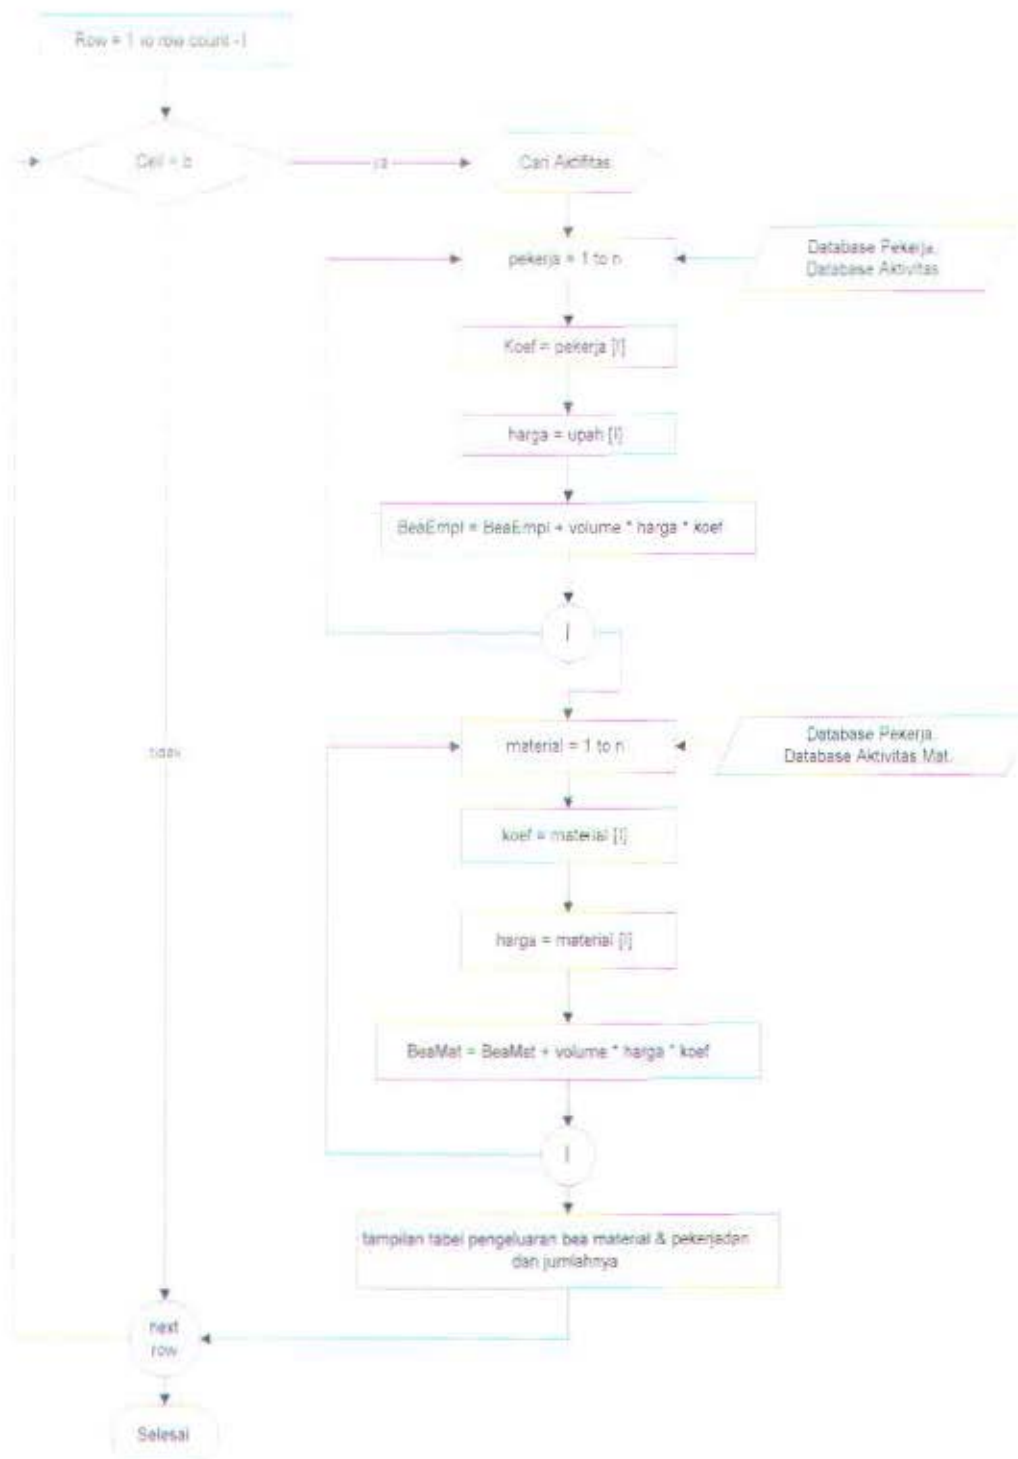 Row = 1 to row count -1
Cell = b
ya
Cari Aktifitas
pekerja = 1 to n
Database Pekerja.
Database Aktivitas
Koef = pekerja [I]
harga = upah [I]
BeaEmpl = BeaEmpl + volume * harga * koef
I
material = 1 to n
Database Pekerja.
Database Aktivitas Mat.
tidak
koef = material [I]
harga = material [I]
BeaMat = BeaMat + volume * harga * koef
I
tampilan tabel pengeluaran bea material & pekerjadan
dan jumlahnya
next
row
Selesai